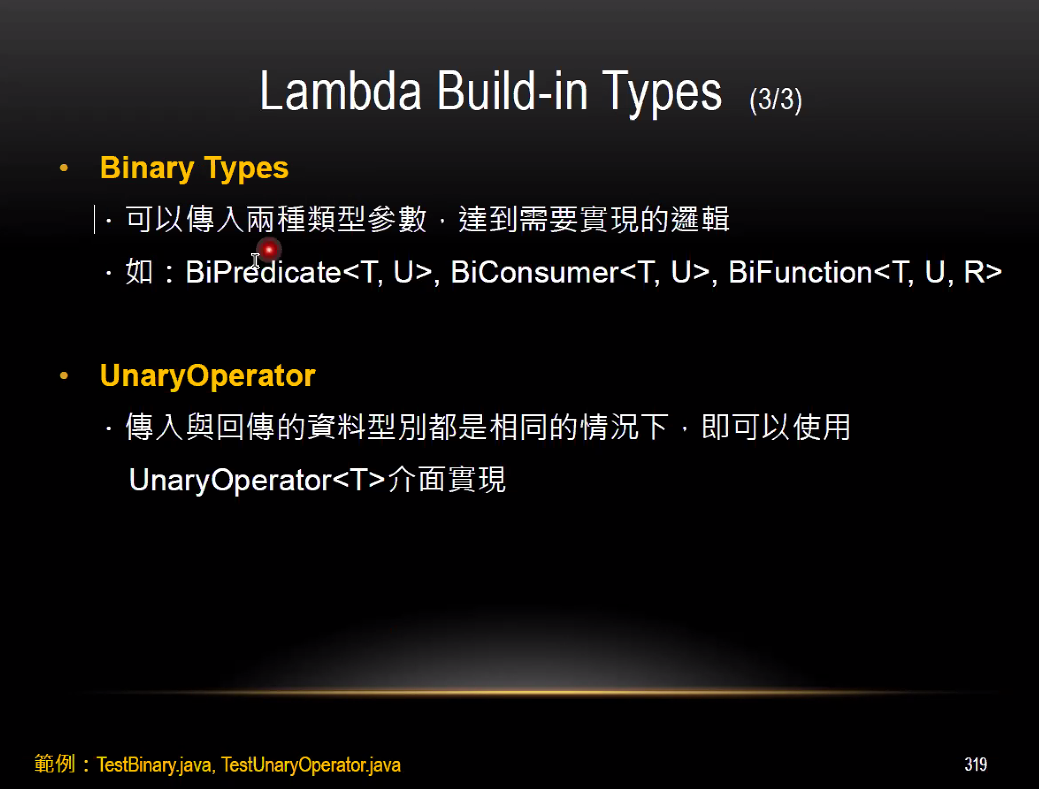 Lambda Build-in Types (3/3)
• Binary Types
．可以傳入兩種類型參數，達到需要實現的邏輯
．如：BiPredicate<T, U>, BiConsumer<T, U>, BiFunction<T, U, R>
• UnaryOperator
．傳入與回傳的資料型別都是相同的情況下，即可以使用
UnaryOperator<T>介面實現
範例：TestBinary.java, TestUnaryOperator.java
319